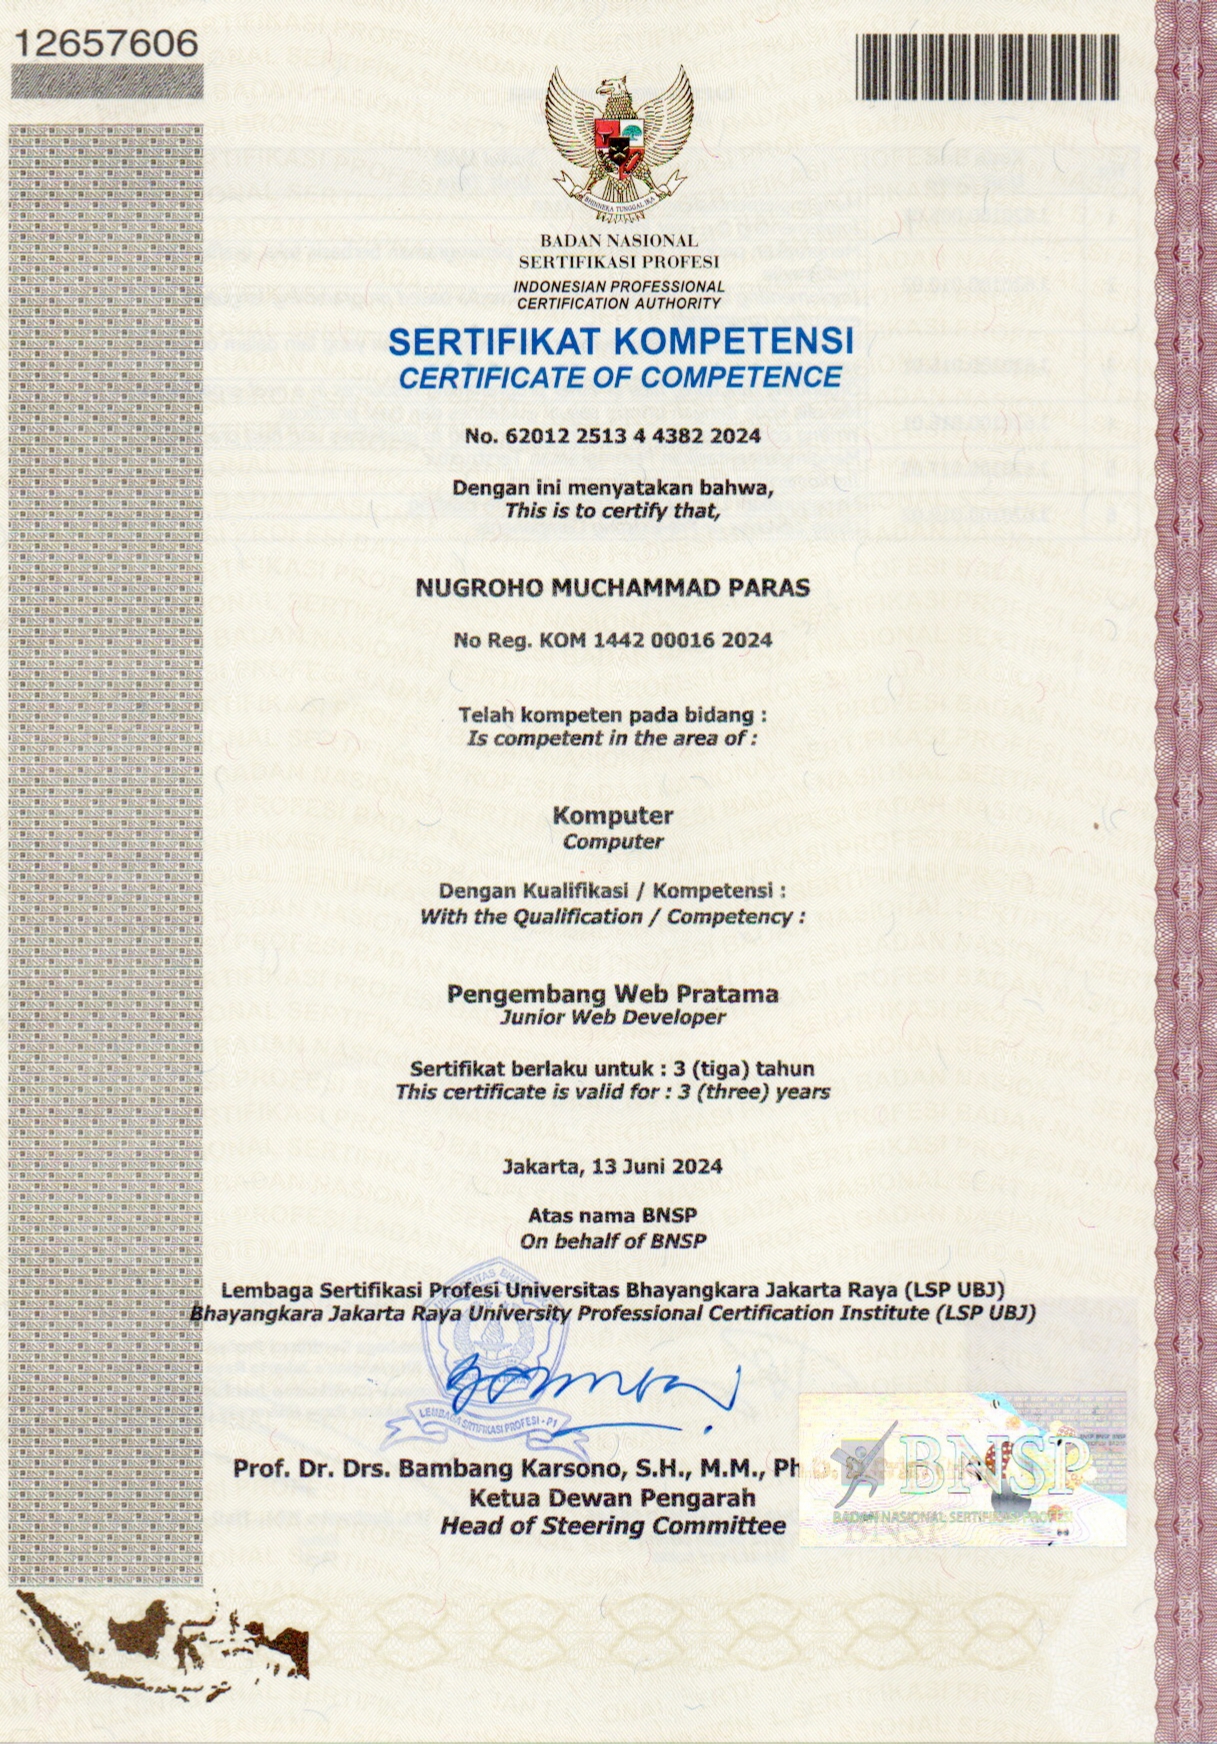 12657606
BHINNEKA TUNGGAL IKA
BADAN NASIONAL
SERTIFIKASI PROFESI
INDONESIAN PROFESSIONAL
CERTIFICATION AUTHORITY
SERTIFIKAT KOMPETENSI
CERTIFICATE OF COMPETENCE
No. 62012 2513 4 4382 2024
Dengan ini menyatakan bahwa,
This is to certify that,
NUGROHO MUCHAMMAD PARAS
No Reg. KOM 1442 00016 2024
Telah kompeten pada bidang :
Is competent in the area of :
Komputer
Computer
Dengan Kualifikasi / Kompetensi :
With the Qualification / Competency :
Pengembang Web Pratama
Junior Web Developer
Sertifikat berlaku untuk : 3 (tiga) tahun
This certificate is valid for : 3 (three) years
Jakarta, 13 Juni 2024
Atas nama BNSP
On behalf of BNSP
Lembaga Sertifikasi Profesi Universitas Bhayangkara Jakarta Raya (LSP UBJ)
Bhayangkara Jakarta Raya University Professional Certification Institute (LSP UBJ)
LEMBAGA SERTIFIKASI PROFESI - P1
Prof. Dr. Drs. Bambang Karsono, S.H., M.M., Ph.D.
Ketua Dewan Pengarah
Head of Steering Committee
BNSP
BADAN NASIONAL SERTIFIKASI PROFESI